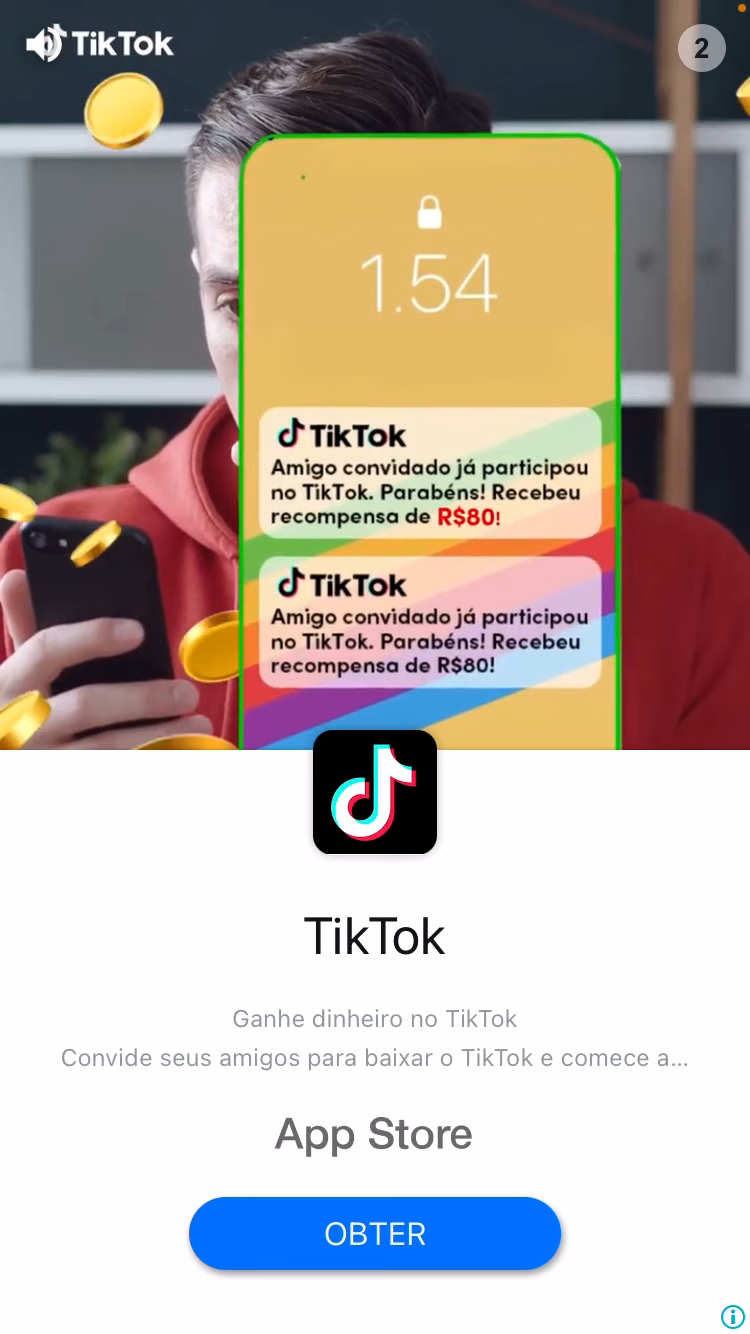 TikTok
2
1.54
TikTok
Amigo convidado já participou
no TikTok. Parabéns! Recebeu
recompensa de R$80!
TikTok
Amigo convidado já participou
no TikTok. Parabéns! Recebeu
recompensa de R$80!
TikTok
Ganhe dinheiro no TikTok
Convide seus amigos para baixar o TikTok e comece a...
App Store
OBTER